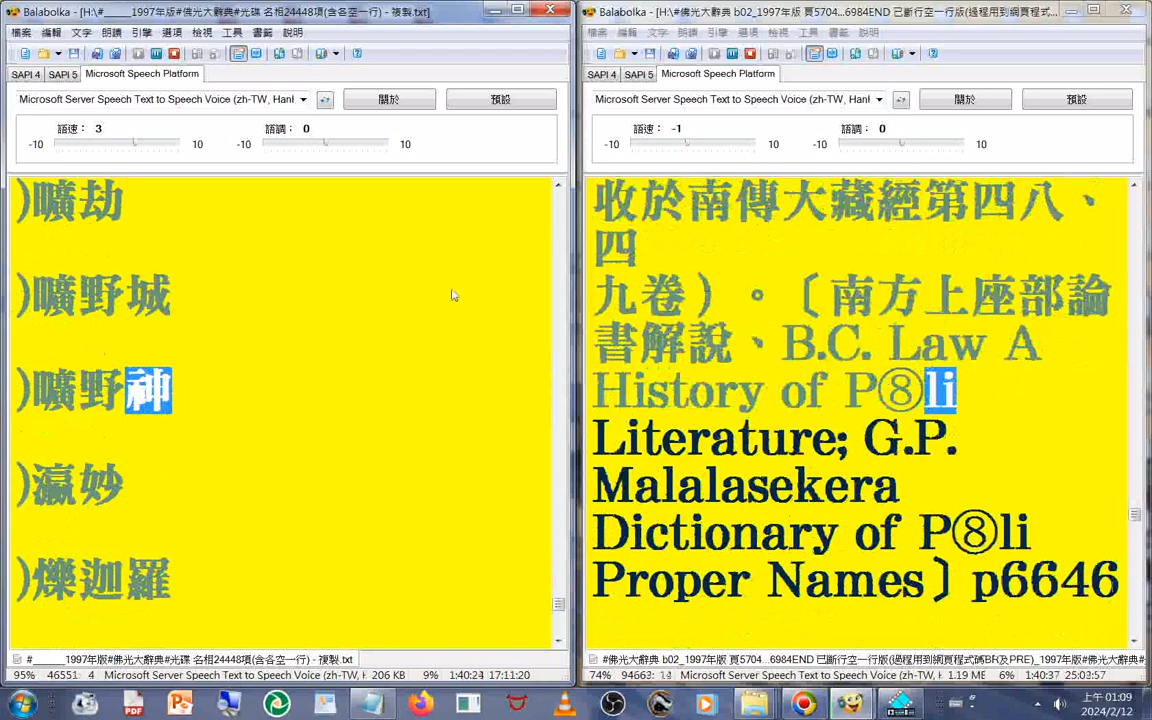 Balabolka - [H:\#_____1997年版#佛光大辭典#光碟 名相24448項(含各空一行) - 複製.txt]
檔案 編輯 文字 朗讀 引擎 選項 檢視 工具 書籤 說明
SAPI 4 SAPI 5 Microsoft Speech Platform
Microsoft Server Speech Text to Speech Voice (zh-TW, Hanl 關於 預設
語速： 3 語調： 0
-10 10 -10 10
)曠劫
)曠野城
)曠野神
)瀛妙
)爍迦羅
#______1997年版#佛光大辭典#光碟 名相24448項(含各空一行) - 複製.txt
95% 46551: 4 Microsoft Server Speech Text to Speech Voice (zh-TW, H 206 KB 9% 1:40:24 17:11:20
Balabolka - [H:\#佛光大辭典 b02_1997年版 頁5704...6984END 已斷行空一行版(過程用到網頁程式...
檔案 編輯 文字 朗讀 引擎 選項 檢視 工具 書籤 說明
SAPI 4 SAPI 5 Microsoft Speech Platform
Microsoft Server Speech Text to Speech Voice (zh-TW, Hanl 關於 預設
語速： -1 語調： 0
-10 10 -10 10
收於南傳大藏經第四八、
四
九卷）。〔南方上座部論
書解說、B.C. Law A
History of P⑧li
Literature; G.P.
Malalasekera
Dictionary of P⑧li
Proper Names〕p6646
#佛光大辭典 b02_1997年版 頁5704...6984END 已斷行空一行版(過程用到網頁程式碼BR及PRE)_1997年版#佛光大辭典#
74% 94663: 14 Microsoft Server Speech Text to Speech Voice (zh-TW, H 1.19 ME 6% 1:40:37 25:03:57
上午 01:09
2024/2/12